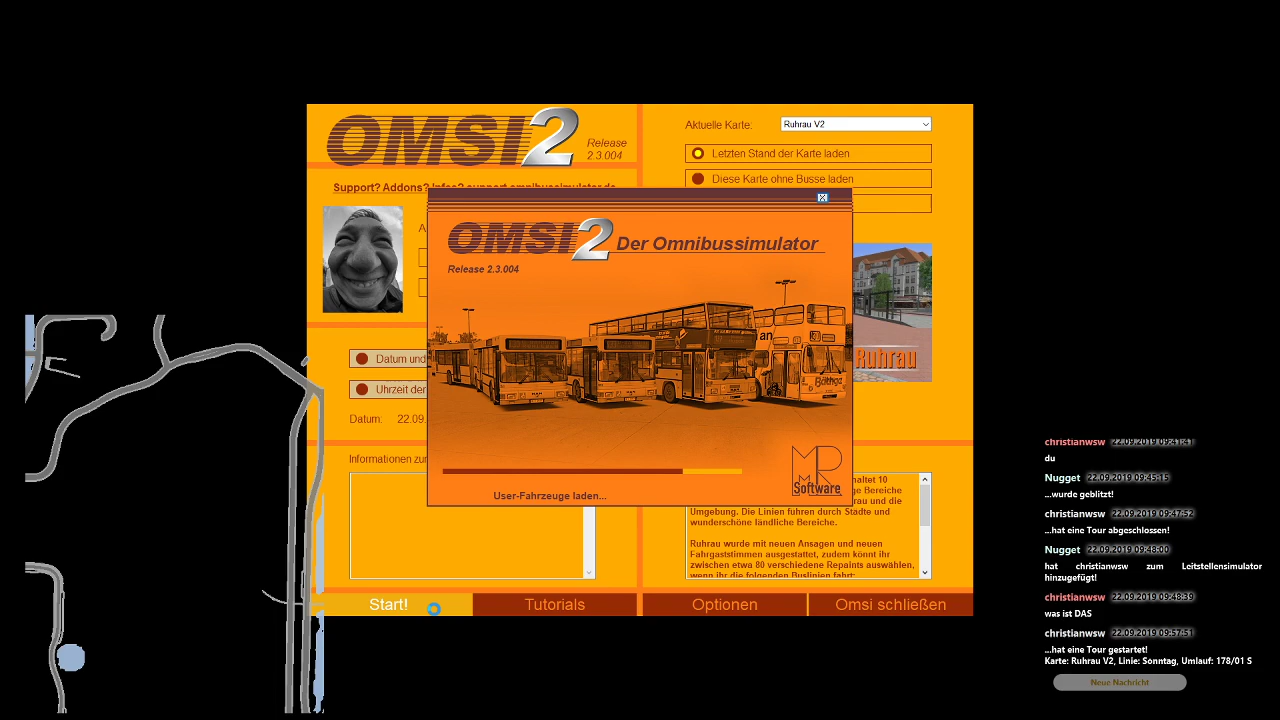 OMSI 2
Release
2.3.004
Support? Addons? Infos? support.omnibussimulator.de
Aktuelle Karte:
Ruhrau V2
Letzten Stand der Karte laden
Diese Karte ohne Busse laden
OMSI 2 Der Omnibussimulator
Release 2.3.004
Ruhrau
Datum und
Uhrzeit der
Datum: 22.09.
Informationen zur
MR
Software
User-Fahrzeuge laden...
haltet 10
ge Bereiche
rau und die
Umgebung. Die Linien führen durch Städte und
wunderschöne ländliche Bereiche.
Ruhrau wurde mit neuen Ansagen und neuen
Fahrgaststimmen ausgestattet, zudem könnt ihr
zwischen etwa 80 verschiedene Repaints auswählen,
wenn ihr die folgenden Buslinien fahrt:
Start!
Tutorials
Optionen
Omsi schließen
christianwsw 22.09.2019 09:41:41
du
Nugget 22.09.2019 09:45:15
...wurde geblitzt!
christianwsw 22.09.2019 09:47:52
...hat eine Tour abgeschlossen!
Nugget 22.09.2019 09:48:00
hat christianwsw zum Leitstellensimulator
hinzugefügt!
christianwsw 22.09.2019 09:48:39
was ist DAS
christianwsw 22.09.2019 09:57:51
...hat eine Tour gestartet!
Karte: Ruhrau V2, Linie: Sonntag, Umlauf: 178/01 S
Neue Nachricht